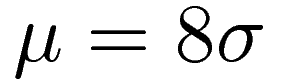 μ = 8σ